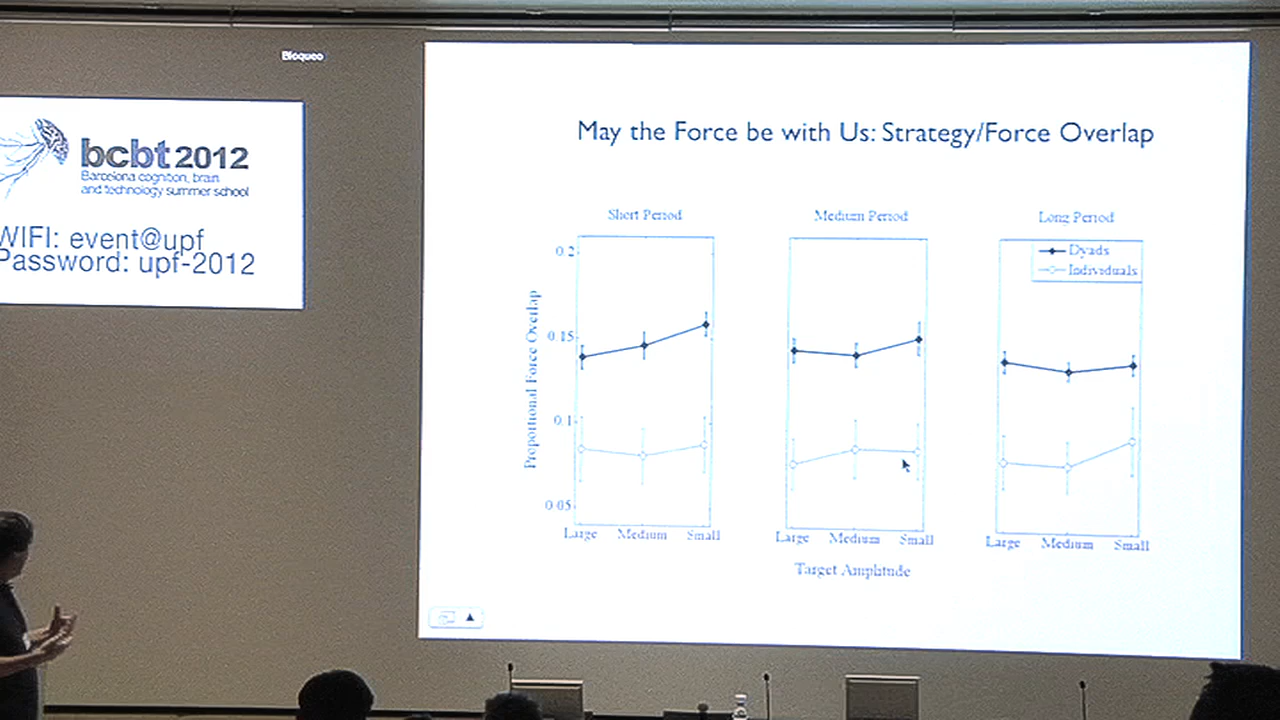 Bloqueo
bcbt 2012
Barcelona cognition, brain
and technology summer school
WIFI: event@upf
Password: upf-2012
May the Force be with Us: Strategy/Force Overlap
Short Period
Medium Period
Long Period
Dyads
Individuals
Proportional Force Overlap
0.2
0.15
0.1
0.05
Large Medium Small
Large Medium Small
Large Medium Small
Target Amplitude